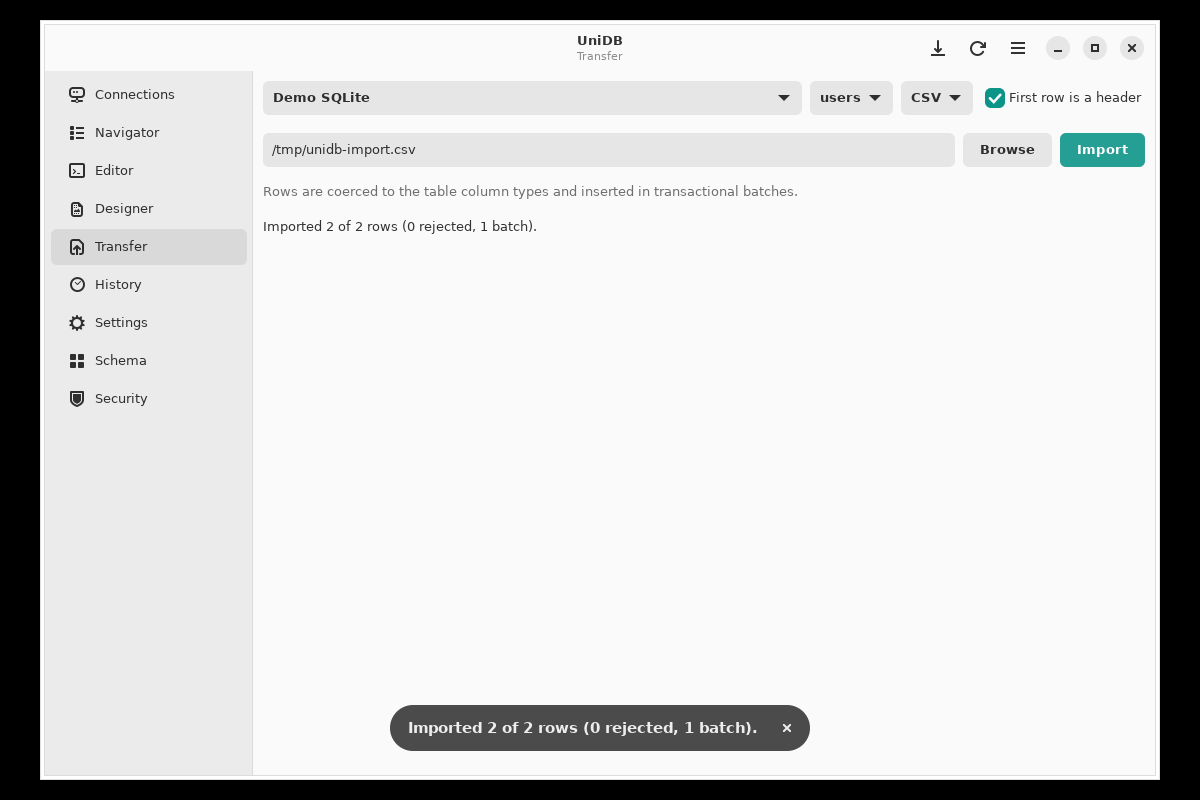 UniDB
Transfer
Connections
Navigator
Editor
Designer
Transfer
History
Settings
Schema
Security
Demo SQLite
users
CSV
First row is a header
/tmp/unidb-import.csv
Browse
Import
Rows are coerced to the table column types and inserted in transactional batches.
Imported 2 of 2 rows (0 rejected, 1 batch).
Imported 2 of 2 rows (0 rejected, 1 batch).